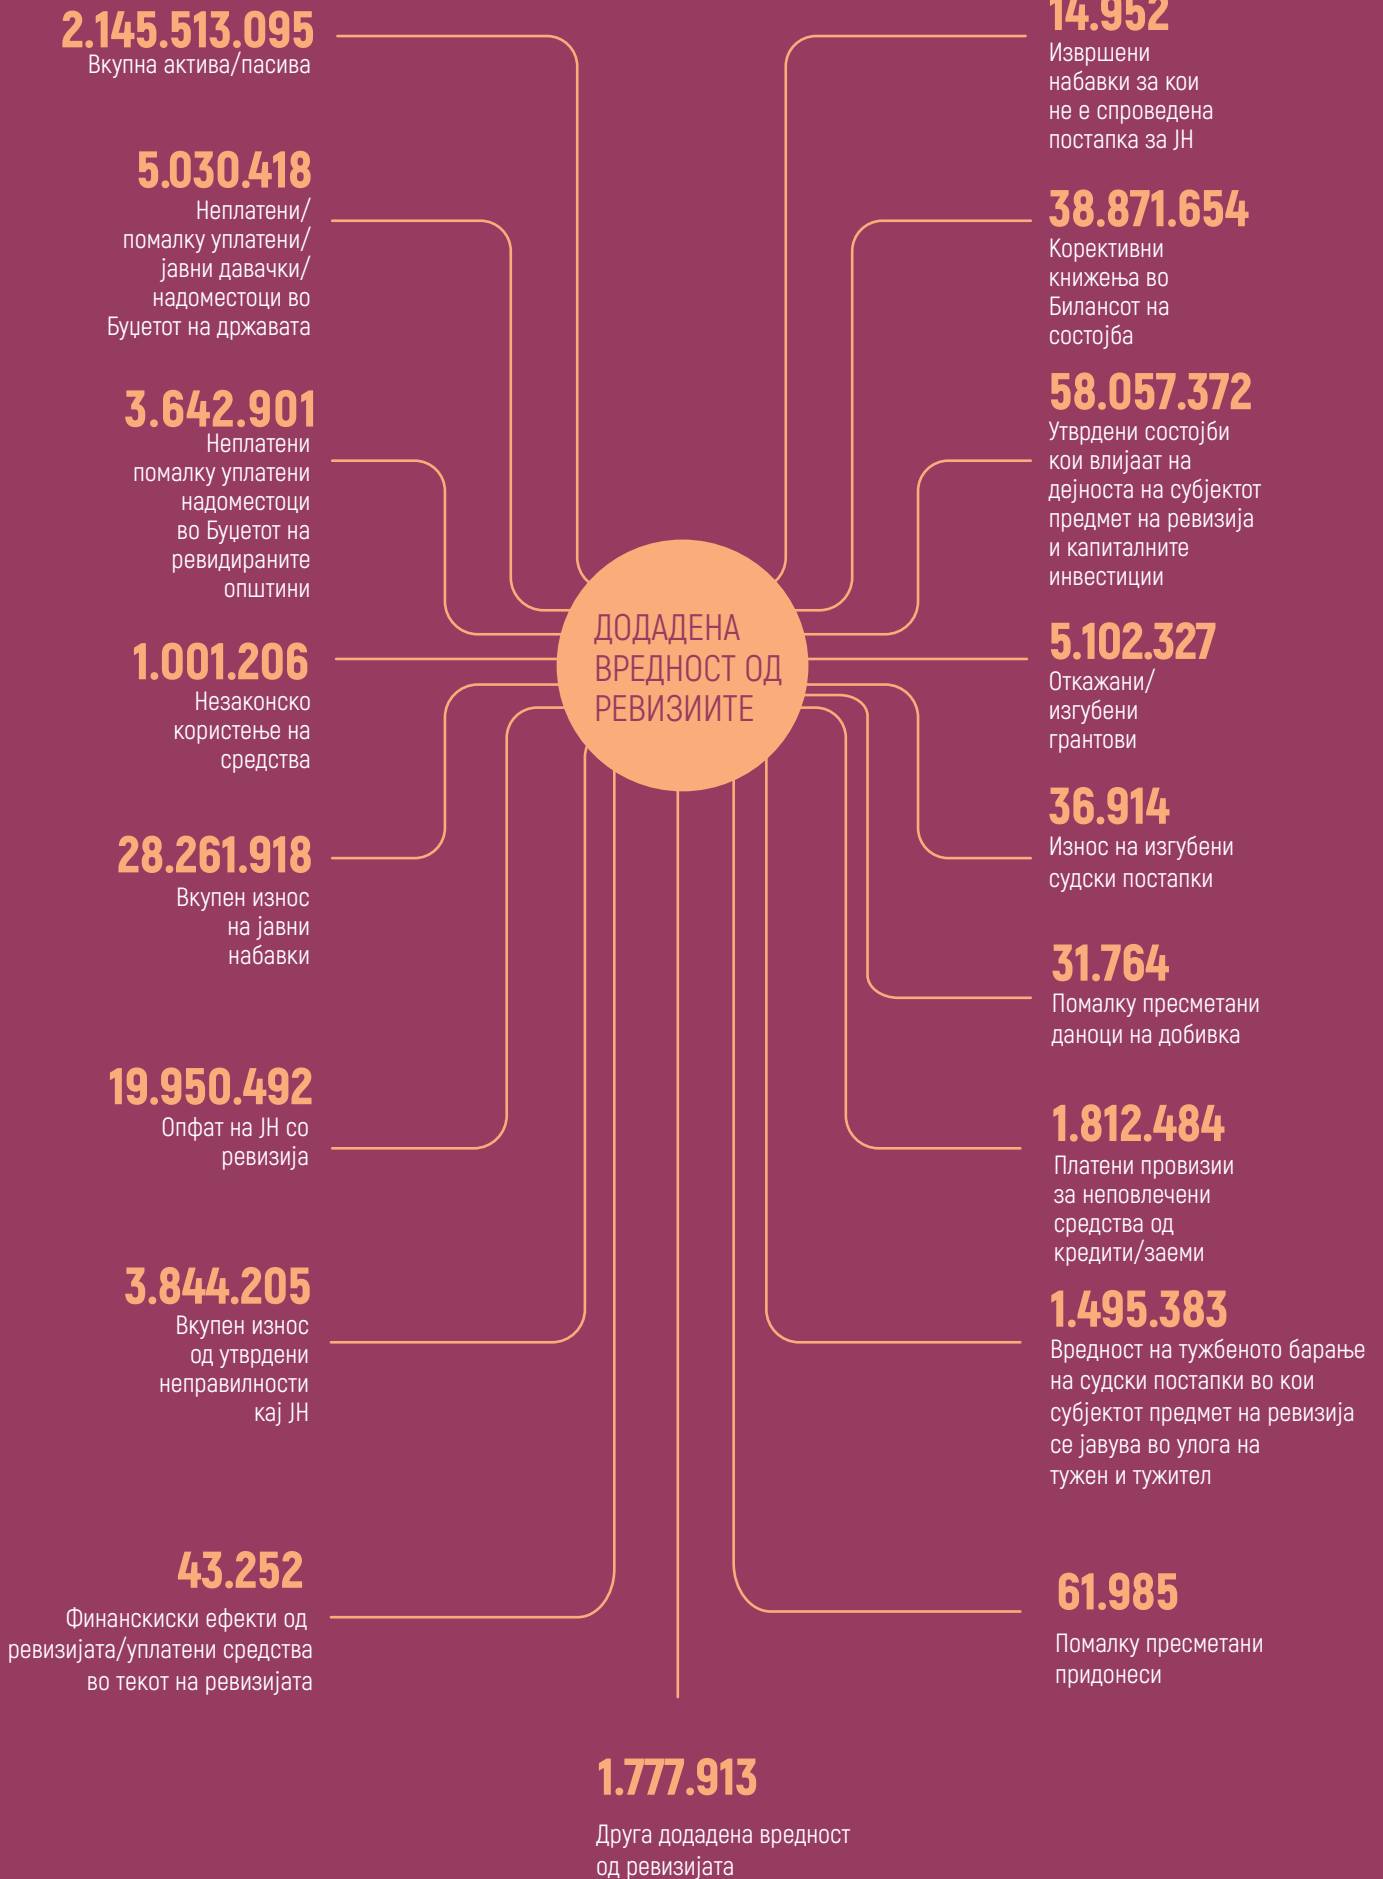 2.145.513.095
Вкупна актива/пасива
5.030.418
Неплатени/
помалку уплатени/
јавни давачки/
надоместоци во
Буџетот на државата
3.642.901
Неплатени
помалку уплатени
надоместоци
во Буџетот на
ревидираните
општини
1.001.206
Незаконско
користење на
средства
28.261.918
Вкупен износ
на јавни
набавки
19.950.492
Опфат на ЈН со
ревизија
3.844.205
Вкупен износ
од утврдени
неправилности
кај ЈН
43.252
Финанскиски ефекти од
ревизијата/уплатени средства
во текот на ревизијата
ДОДАДЕНА
ВРЕДНОСТ ОД
РЕВИЗИИТЕ
14.952
Извршени
набавки за кои
не е спроведена
постапка за ЈН
38.871.654
Корективни
книжења во
Билансот на
состојба
58.057.372
Утврдени состојби
кои влијаат на
дејноста на субјектот
предмет на ревизија
и капиталните
инвестиции
5.102.327
Откажани/
изгубени
грантови
36.914
Износ на изгубени
судски постапки
31.764
Помалку пресметани
даноци на добивка
1.812.484
Платени провизии
за неповлечени
средства од
кредити/заеми
1.495.383
Вредност на тужбеното барање
на судски постапки во кои
субјектот предмет на ревизија
се јавува во улога на
тужен и тужител
61.985
Помалку пресметани
придонеси
1.777.913
Друга додадена вредност
од ревизијата